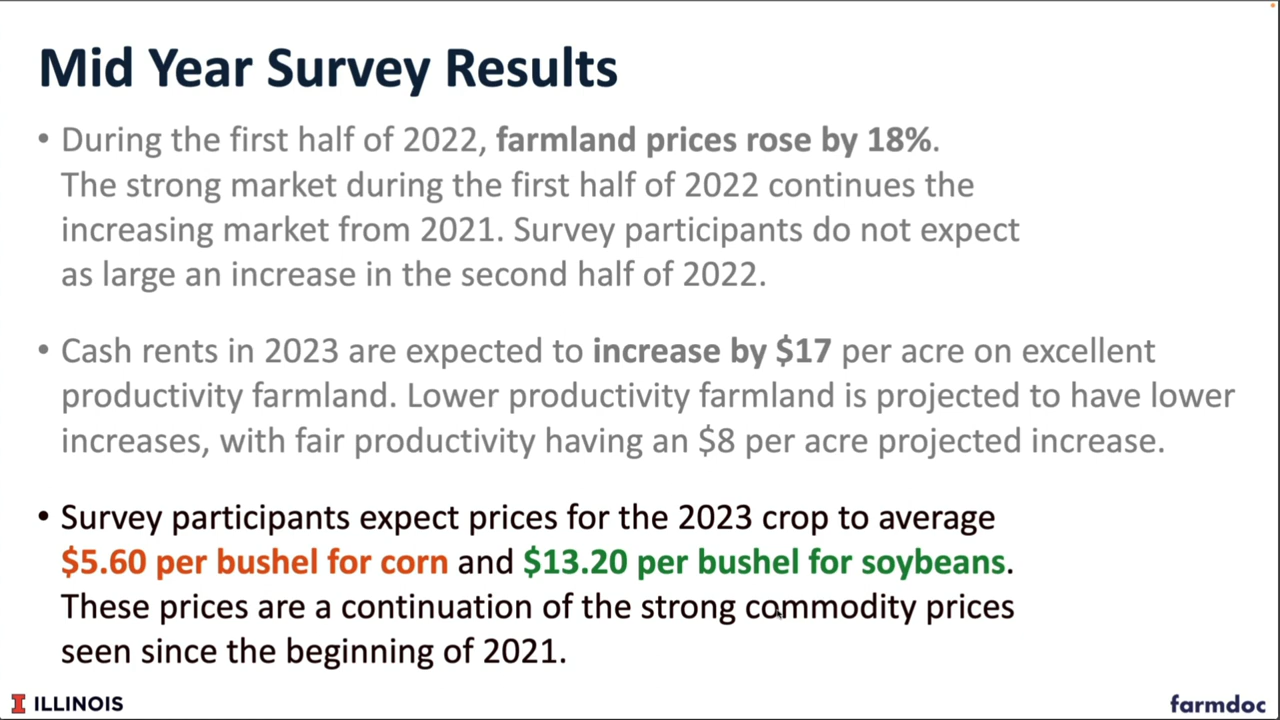 Mid Year Survey Results
• During the first half of 2022, farmland prices rose by 18%.
The strong market during the first half of 2022 continues the
increasing market from 2021. Survey participants do not expect
as large an increase in the second half of 2022.
• Cash rents in 2023 are expected to increase by $17 per acre on excellent
productivity farmland. Lower productivity farmland is projected to have lower
increases, with fair productivity having an $8 per acre projected increase.
• Survey participants expect prices for the 2023 crop to average
$5.60 per bushel for corn and $13.20 per bushel for soybeans.
These prices are a continuation of the strong commodity prices
seen since the beginning of 2021.
I ILLINOIS
farmdoc